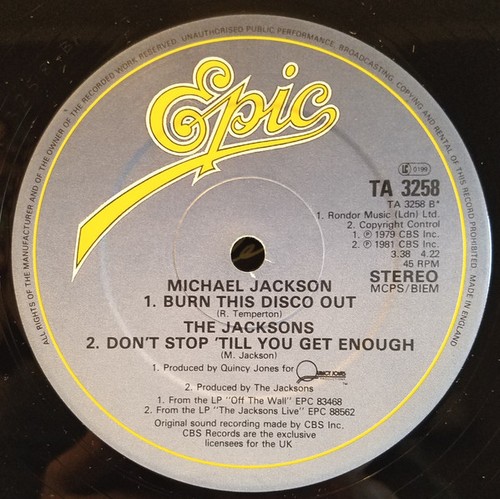 ALL RIGHTS OF THE MANUFACTURER AND OF THE OWNER OF THE RECORDED WORK RESERVED. UNAUTHORISED PUBLIC PERFORMANCE, BROADCASTING, COPYING AND RENTAL OF THIS RECORD PROHIBITED. MADE IN ENGLAND.
Epic
0199
TA 3258
TA 3258 B*
1. Rondor Music (Ldn) Ltd.
2. Copyright Control
1. ℗ 1979 CBS Inc.
2. ℗ 1981 CBS Inc.
3.38 4.22
45 RPM
STEREO
MCPS/BIEM
MICHAEL JACKSON
1. BURN THIS DISCO OUT
(R. Temperton)
THE JACKSONS
2. DON'T STOP 'TILL YOU GET ENOUGH
(M. Jackson)
1. Produced by Quincy Jones for QUINCY JONES
2. Produced by The Jacksons
1. From the LP "Off The Wall" EPC 83468
2. From the LP "The Jacksons Live" EPC 88562
Original sound recording made by CBS Inc.
CBS Records are the exclusive
licensees for the UK